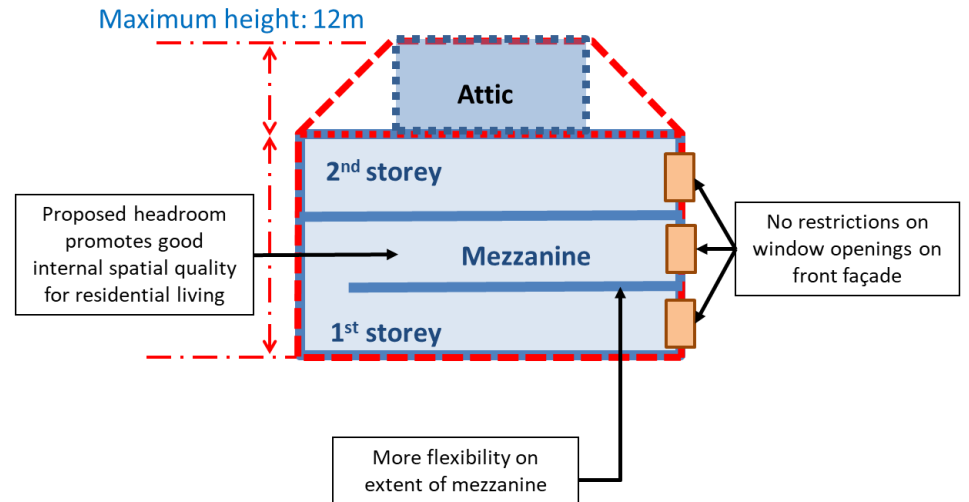 Maximum height: 12m
Attic
2nd storey
Proposed headroom
promotes good
internal spatial quality
for residential living
Mezzanine
No restrictions on
window openings on
front façade
1st storey
More flexibility on
extent of mezzanine